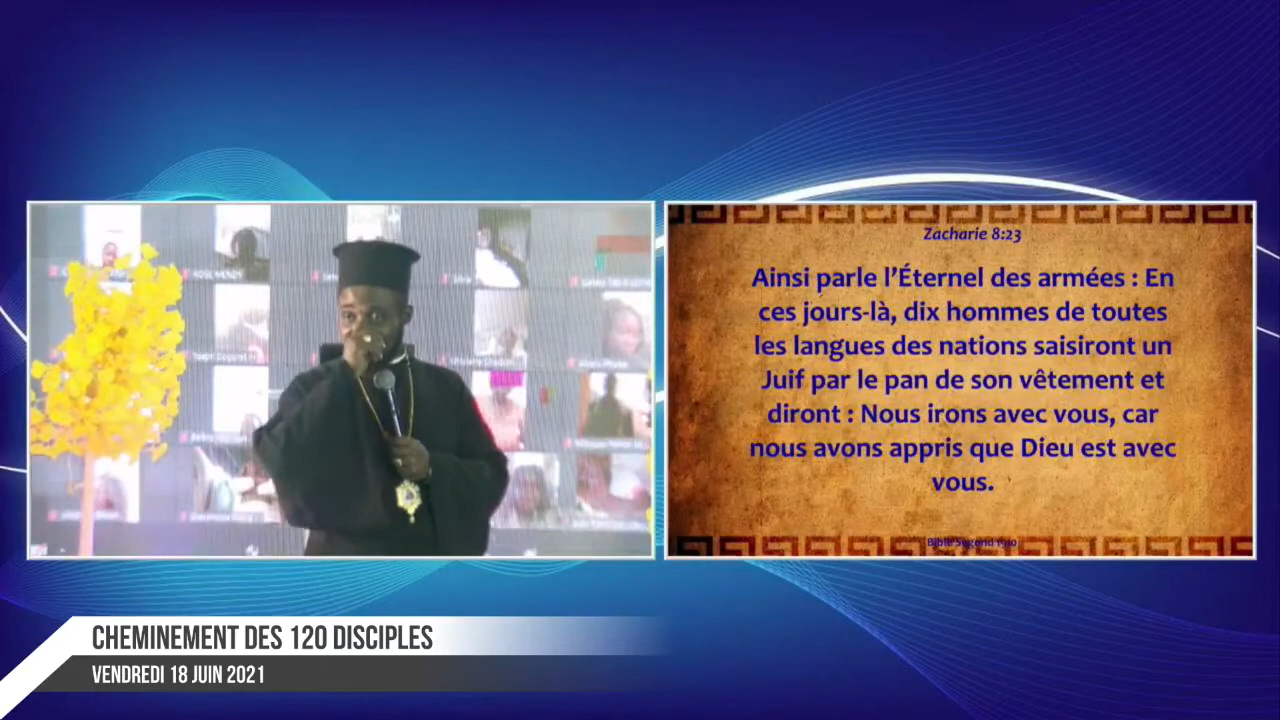 ROSE MENDY
Zacharie 8:23
Ainsi parle l’Éternel des armées : En
ces jours-là, dix hommes de toutes
les langues des nations saisiront un
Juif par le pan de son vêtement et
diront : Nous irons avec vous, car
nous avons appris que Dieu est avec
vous.
Bible Segond 1910
CHEMINEMENT DES 120 DISCIPLES
VENDREDI 18 JUIN 2021